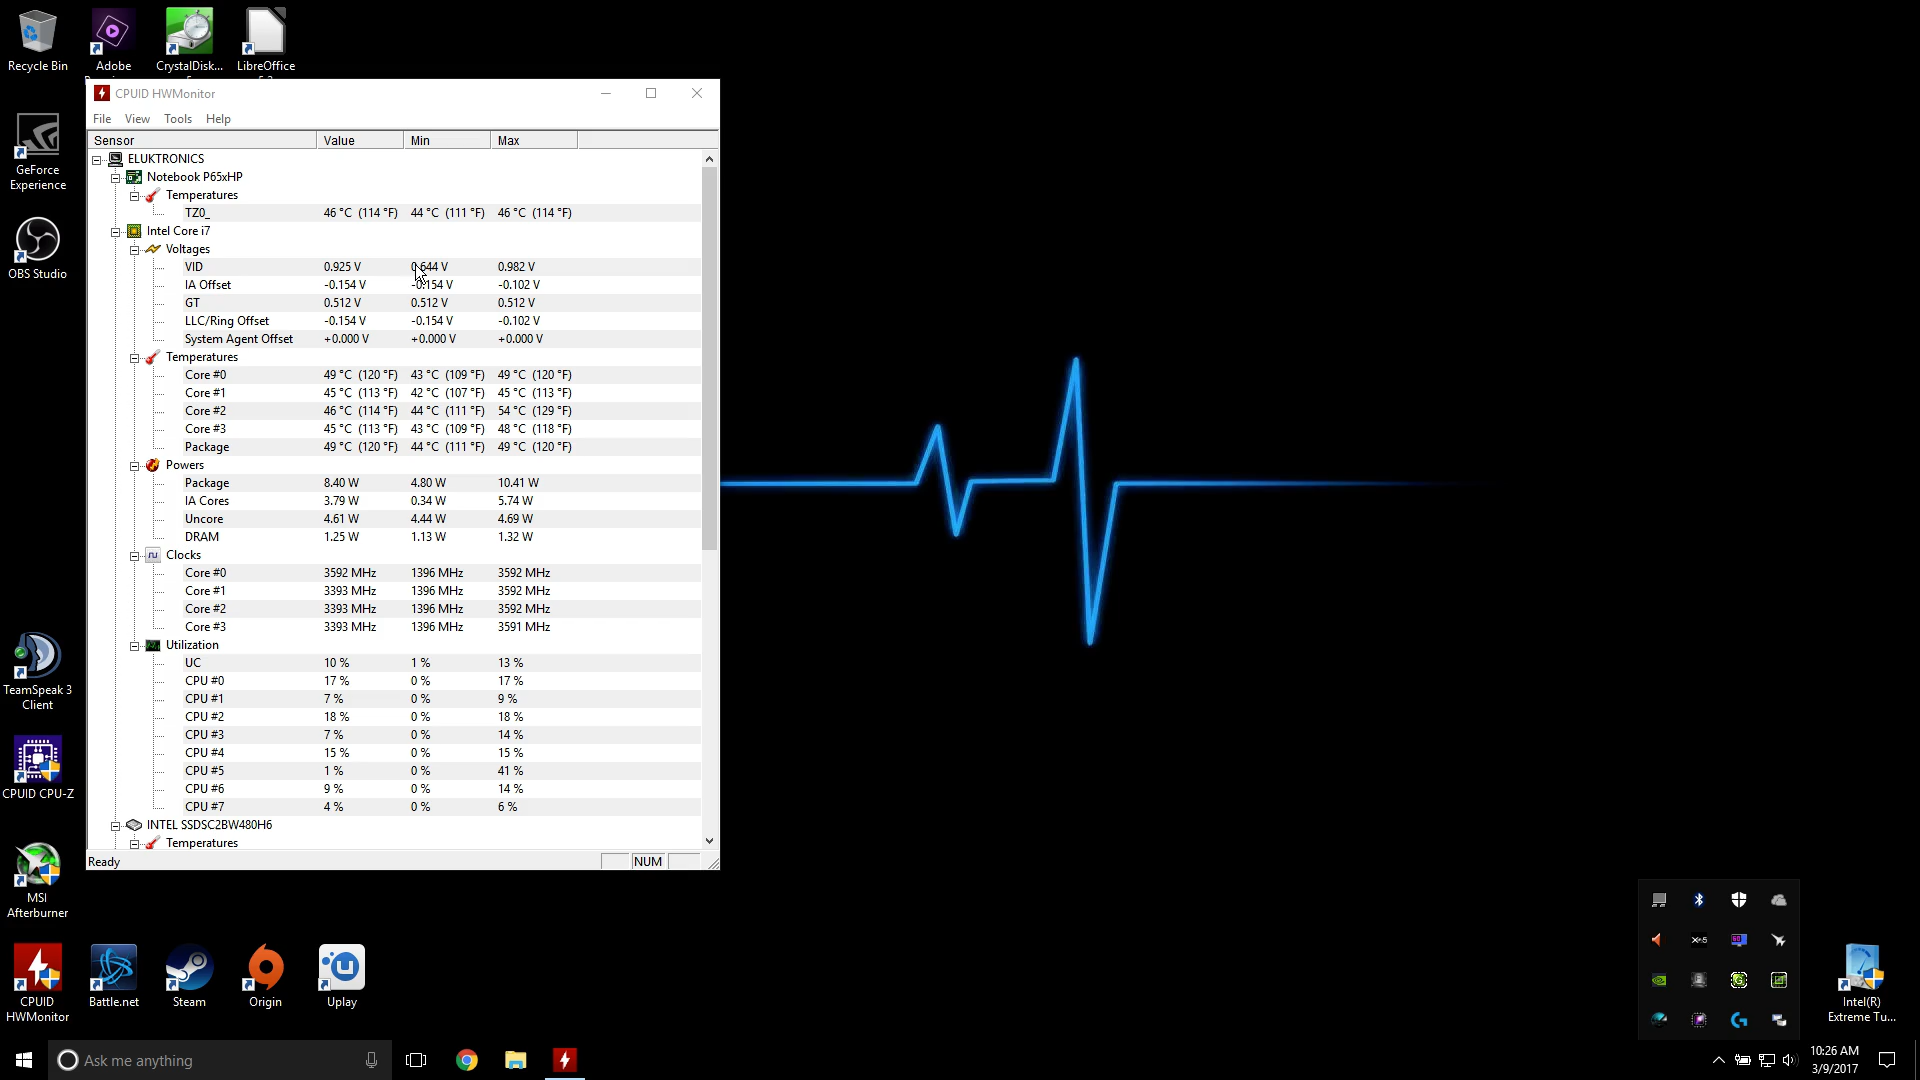 Recycle Bin
Adobe
CrystalDisk...
LibreOffice
CPUID HWMonitor
File View Tools Help
Sensor Value Min Max
ELUKTRONICS
Notebook P65xHP
Temperatures
TZ0_ 46 °C (114 °F) 44 °C (111 °F) 46 °C (114 °F)
Intel Core i7
Voltages
VID 0.925 V 0.644 V 0.982 V
IA Offset -0.154 V -0.154 V -0.102 V
GT 0.512 V 0.512 V 0.512 V
LLC/Ring Offset -0.154 V -0.154 V -0.102 V
System Agent Offset +0.000 V +0.000 V +0.000 V
Temperatures
Core #0 49 °C (120 °F) 43 °C (109 °F) 49 °C (120 °F)
Core #1 45 °C (113 °F) 42 °C (107 °F) 45 °C (113 °F)
Core #2 46 °C (114 °F) 44 °C (111 °F) 54 °C (129 °F)
Core #3 45 °C (113 °F) 43 °C (109 °F) 48 °C (118 °F)
Package 49 °C (120 °F) 44 °C (111 °F) 49 °C (120 °F)
Powers
Package 8.40 W 4.80 W 10.41 W
IA Cores 3.79 W 0.34 W 5.74 W
Uncore 4.61 W 4.44 W 4.69 W
DRAM 1.25 W 1.13 W 1.32 W
Clocks
Core #0 3592 MHz 1396 MHz 3592 MHz
Core #1 3393 MHz 1396 MHz 3592 MHz
Core #2 3393 MHz 1396 MHz 3592 MHz
Core #3 3393 MHz 1396 MHz 3591 MHz
Utilization
UC 10 % 1 % 13 %
CPU #0 17 % 0 % 17 %
CPU #1 7 % 0 % 9 %
CPU #2 18 % 0 % 18 %
CPU #3 7 % 0 % 14 %
CPU #4 15 % 0 % 15 %
CPU #5 1 % 0 % 41 %
CPU #6 9 % 0 % 14 %
CPU #7 4 % 0 % 6 %
INTEL SSDSC2BW480H6
Temperatures
Ready NUM
GeForce
Experience
OBS Studio
TeamSpeak 3
Client
CPUID CPU-Z
MSI
Afterburner
CPUID
HWMonitor
Battle.net
Steam
Origin
Uplay
Intel(R)
Extreme Tu...
Ask me anything
10:26 AM
3/9/2017